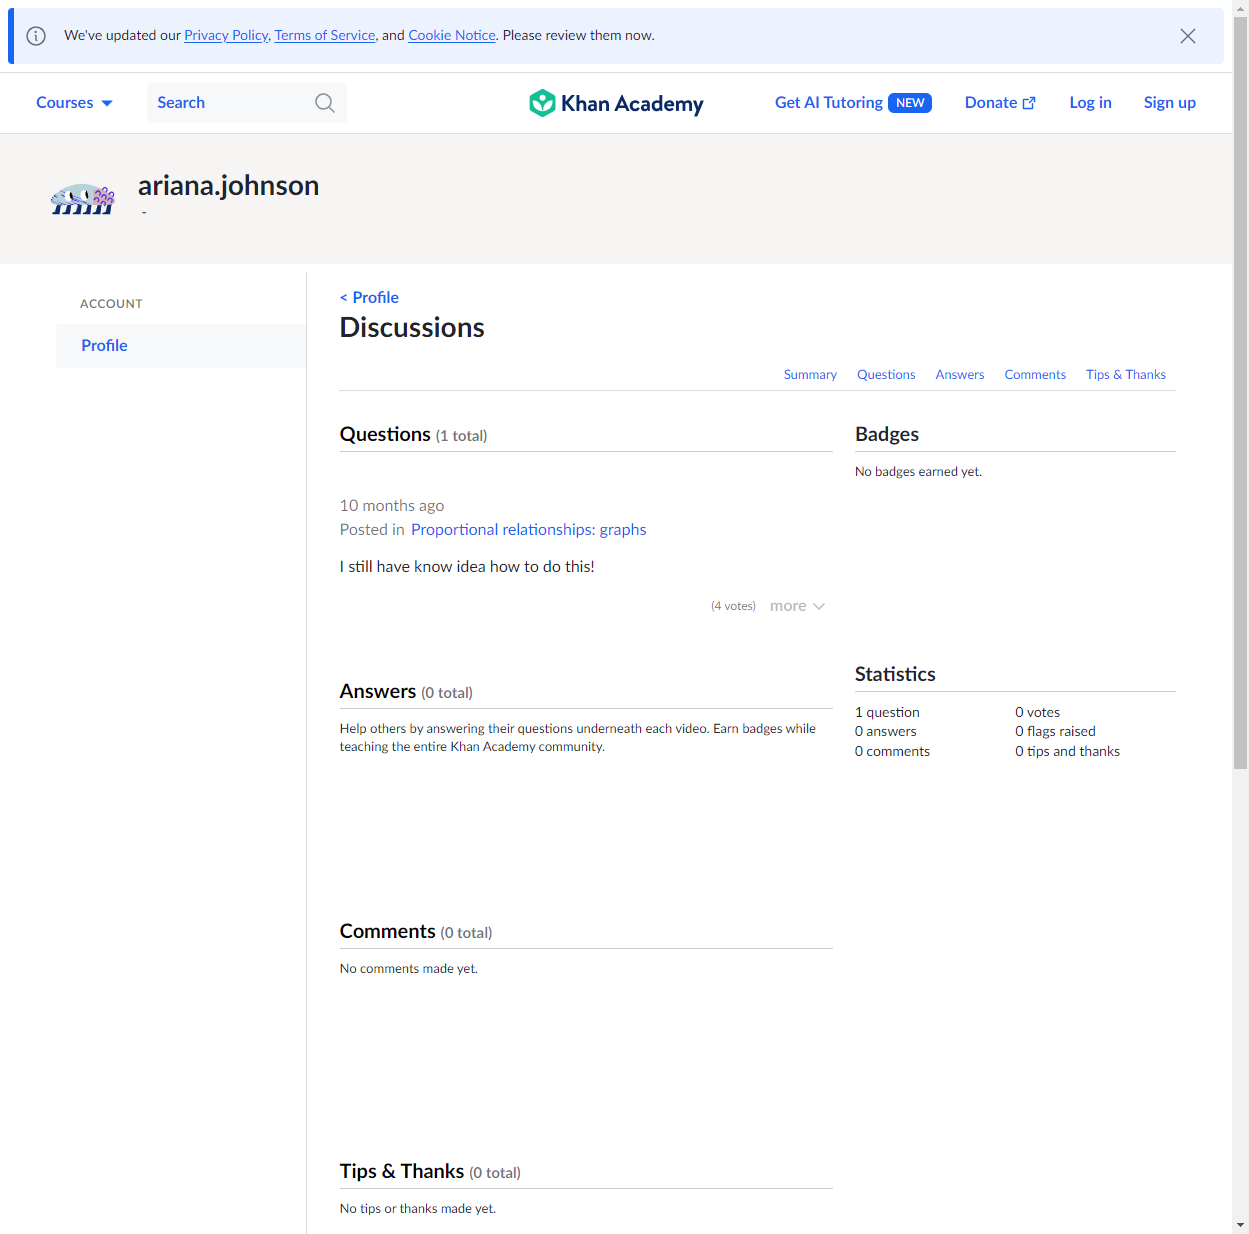 We've updated our Privacy Policy, Terms of Service, and Cookie Notice. Please review them now.
Courses
Search
Khan Academy
Get AI Tutoring NEW
Donate
Log in
Sign up
ariana.johnson
-
ACCOUNT
Profile
< Profile
Discussions
Summary
Questions
Answers
Comments
Tips & Thanks
Questions (1 total)
10 months ago
Posted in Proportional relationships: graphs
I still have know idea how to do this!
(4 votes)
more
Answers (0 total)
Help others by answering their questions underneath each video. Earn badges while
teaching the entire Khan Academy community.
Comments (0 total)
No comments made yet.
Tips & Thanks (0 total)
No tips or thanks made yet.
Badges
No badges earned yet.
Statistics
1 question
0 votes
0 answers
0 flags raised
0 comments
0 tips and thanks